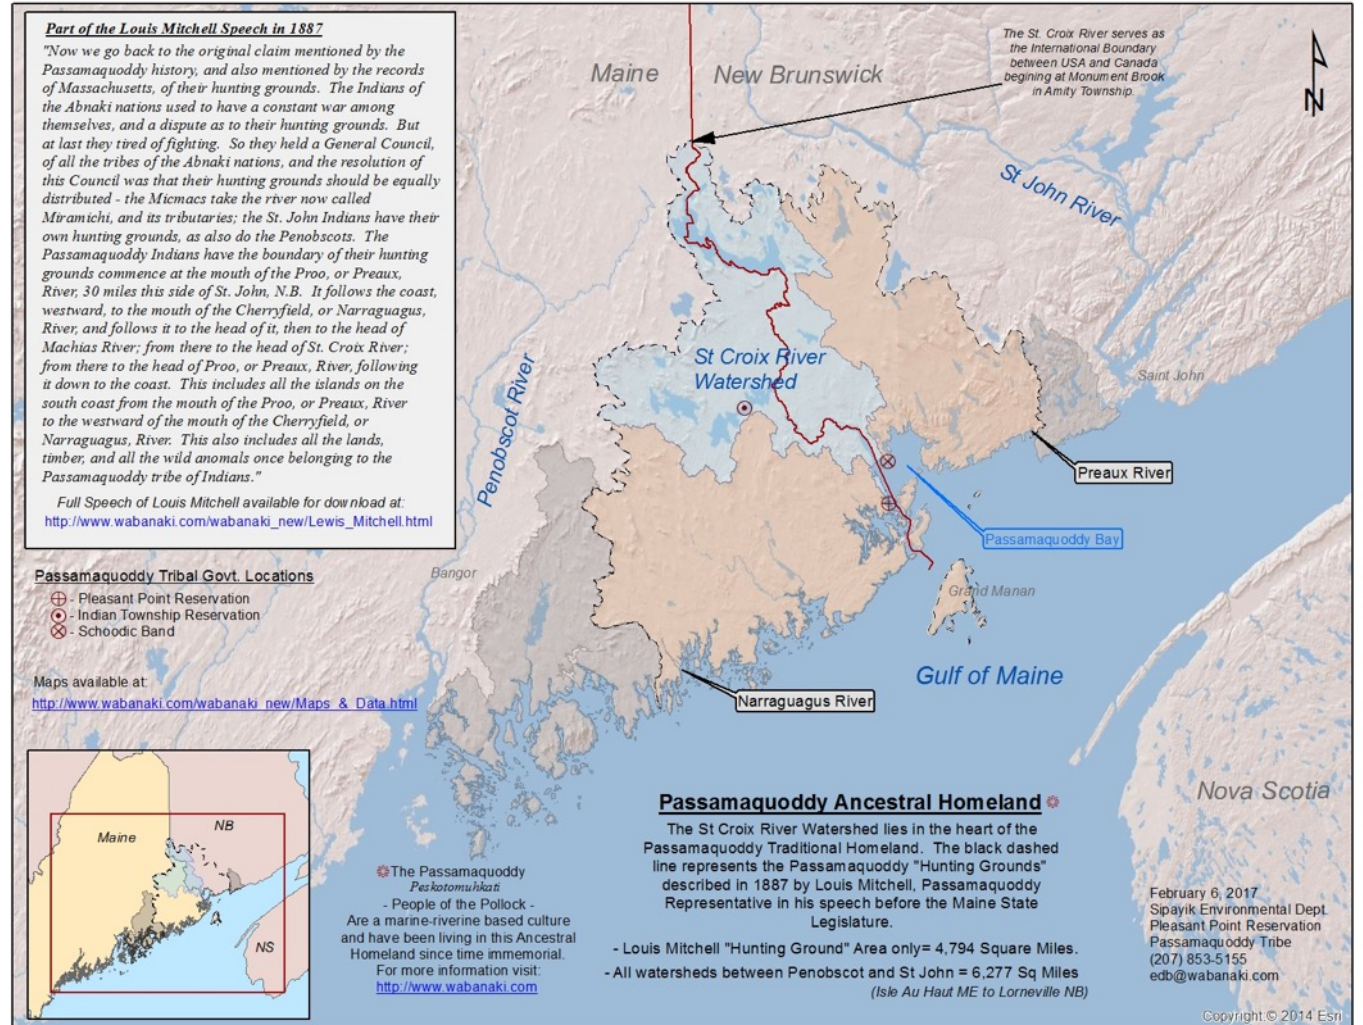 Part of the Louis Mitchell Speech in 1887
"Now we go back to the original claim mentioned by the
Passamaquoddy history, and also mentioned by the records
of Massachusetts, of their hunting grounds.  The Indians of
the Abnaki nations used to have a constant war among
themselves, and a dispute as to their hunting grounds.  But
at last they tired of fighting.  So they held a General Council,
of all the tribes of the Abnaki nations, and the resolution of
this Council was that their hunting grounds should be equally
distributed - the Micmacs take the river now called
Miramichi, and its tributaries; the St. John Indians have their
own hunting grounds, as also do the Penobscots.  The
Passamaquoddy Indians have the boundary of their hunting
grounds commence at the mouth of the Proo, or Preaux,
River, 30 miles this side of St. John, N.B.  It follows the coast,
westward, to the mouth of the Cherryfield, or Narraguagus,
River, and follows it to the head of it, then to the head of
Machias River; from there to the head of St. Croix River;
from there to the head of Proo, or Preaux, River, following
it down to the coast.  This includes all the islands on the
south coast from the mouth of the Proo, or Preaux, River
to the westward of the mouth of the Cherryfield, or
Narraguagus, River.  This also includes all the lands,
timber, and all the wild anomals once belonging to the
Passamaquoddy tribe of Indians."
Full Speech of Louis Mitchell available for download at:
http://www.wabanaki.com/wabanaki_new/Lewis_Mitchell.html
Maine
New Brunswick
The St. Croix River serves as
the International Boundary
between USA and Canada
begining at Monument Brook
in Amity Township.
N
St John River
St Croix River
Watershed
Saint John
Penobscot River
Preaux River
Passamaquoddy Bay
Bangor
Grand Manan
Gulf of Maine
Narraguagus River
Nova Scotia
Passamaquoddy Tribal Govt. Locations
- Pleasant Point Reservation
- Indian Township Reservation
- Schoodic Band
Maps available at:
http://www.wabanaki.com/wabanaki_new/Maps_&_Data.html
Maine
NB
NS
The Passamaquoddy
Peskotomuhkati
- People of the Pollock -
Are a marine-riverine based culture
and have been living in this Ancestral
Homeland since time immemorial.
For more information visit:
http://www.wabanaki.com
Passamaquoddy Ancestral Homeland
The St Croix River Watershed lies in the heart of the
Passamaquoddy Traditional Homeland.  The black dashed
line represents the Passamaquoddy "Hunting Grounds"
described in 1887 by Louis Mitchell, Passamaquoddy
Representative in his speech before the Maine State
Legislature.
- Louis Mitchell "Hunting Ground" Area only= 4,794 Square Miles.
- All watersheds between Penobscot and St John = 6,277 Sq Miles
(Isle Au Haut ME to Lorneville NB)
February 6, 2017
Sipayik Environmental Dept.
Pleasant Point Reservation
Passamaquoddy Tribe
(207) 853-5155
edb@wabanaki.com
Copyright:© 2014 Esri